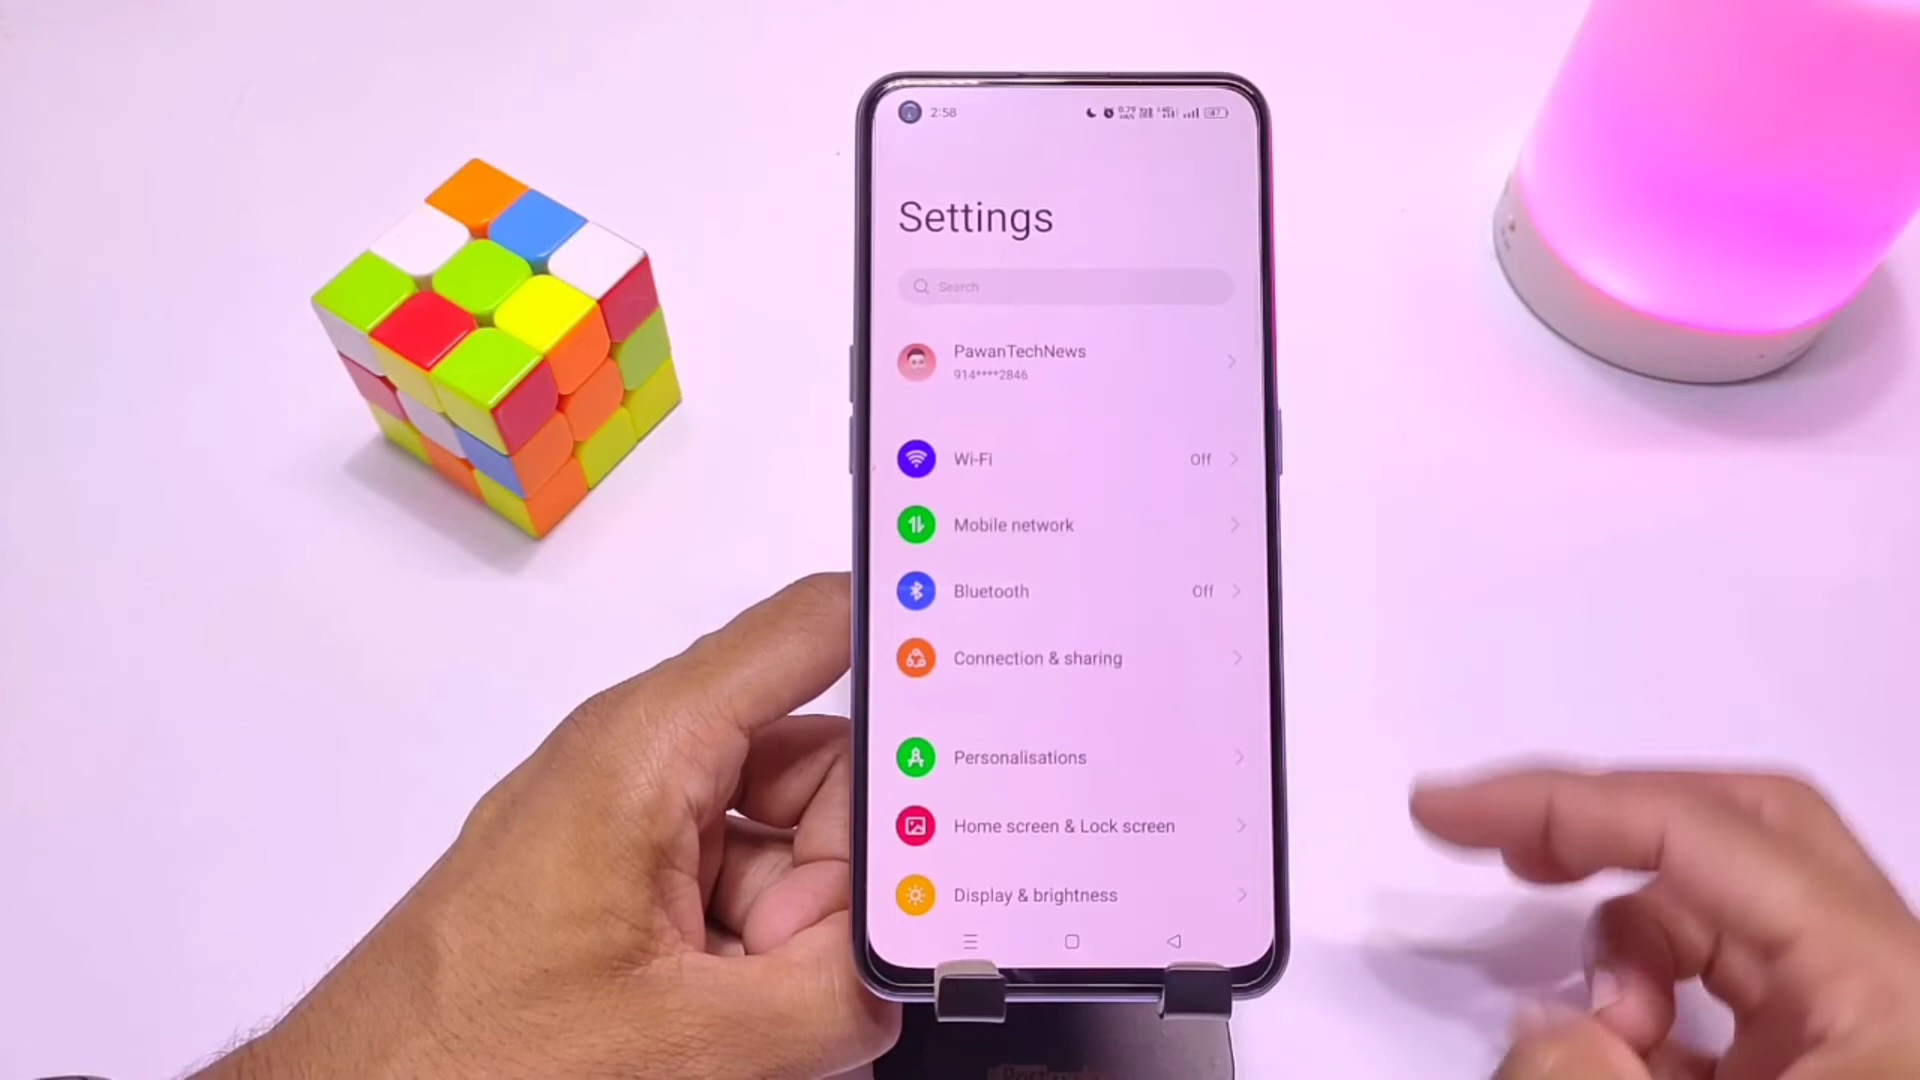 2:58
Settings
Search
PawanTechNews
914****2846
Wi-Fi Off
Mobile network
Bluetooth Off
Connection & sharing
Personalisations
Home screen & Lock screen
Display & brightness